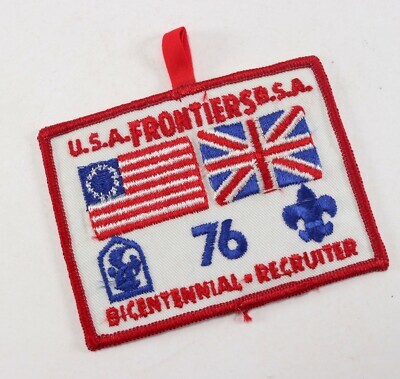 U.S.A. FRONTIERS B.S.A.
76
BICENTENNIAL • RECRUITER